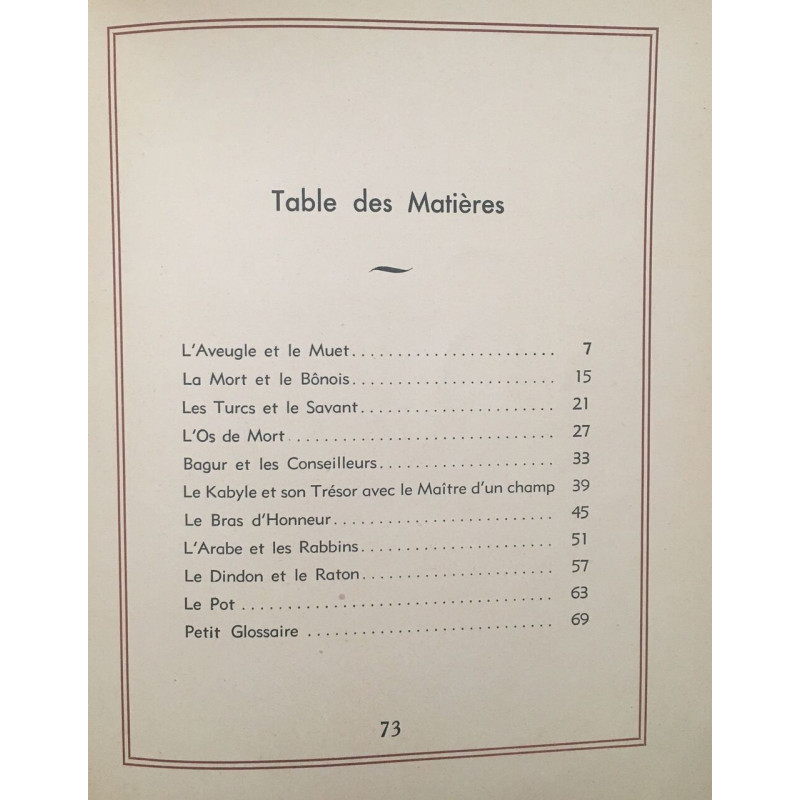 Table des Matières
L'Aveugle et le Muet........................ 7
La Mort et le Bônois........................ 15
Les Turcs et le Savant...................... 21
L'Os de Mort............................... 27
Bagur et les Conseilleurs.................... 33
Le Kabyle et son Trésor avec le Maître d'un champ 39
Le Bras d'Honneur......................... 45
L'Arabe et les Rabbins...................... 51
Le Dindon et le Raton...................... 57
Le Pot ................................... 63
Petit Glossaire ............................ 69
73